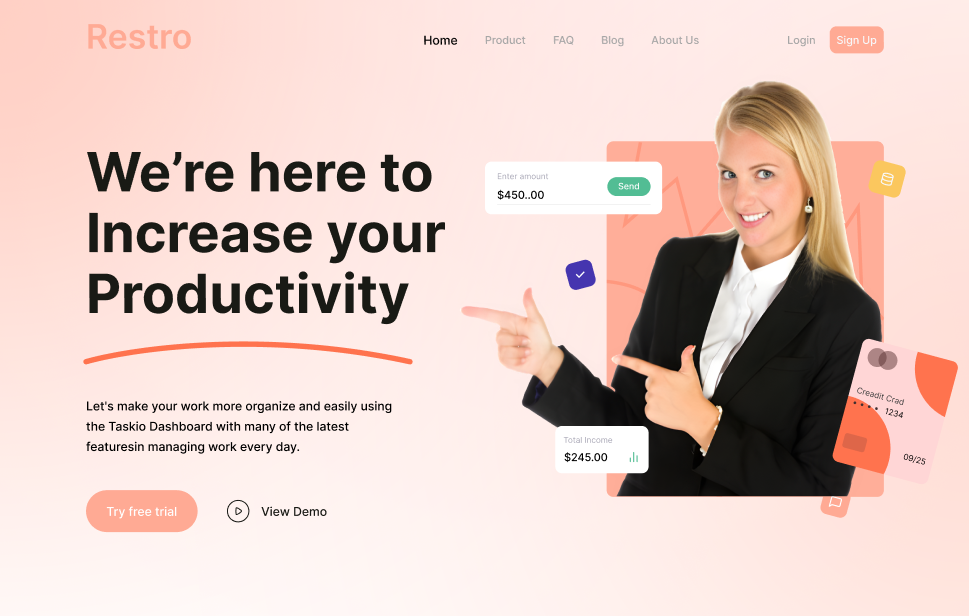 Restro
Home Product FAQ Blog About Us Login Sign Up
We’re here to
Increase your
Productivity
Let's make your work more organize and easily using
the Taskio Dashboard with many of the latest
featuresin managing work every day.
Try free trial
View Demo
Enter amount
$450..00
Send
Total Income
$245.00
Creadit Crad
•••• 1234
09/25